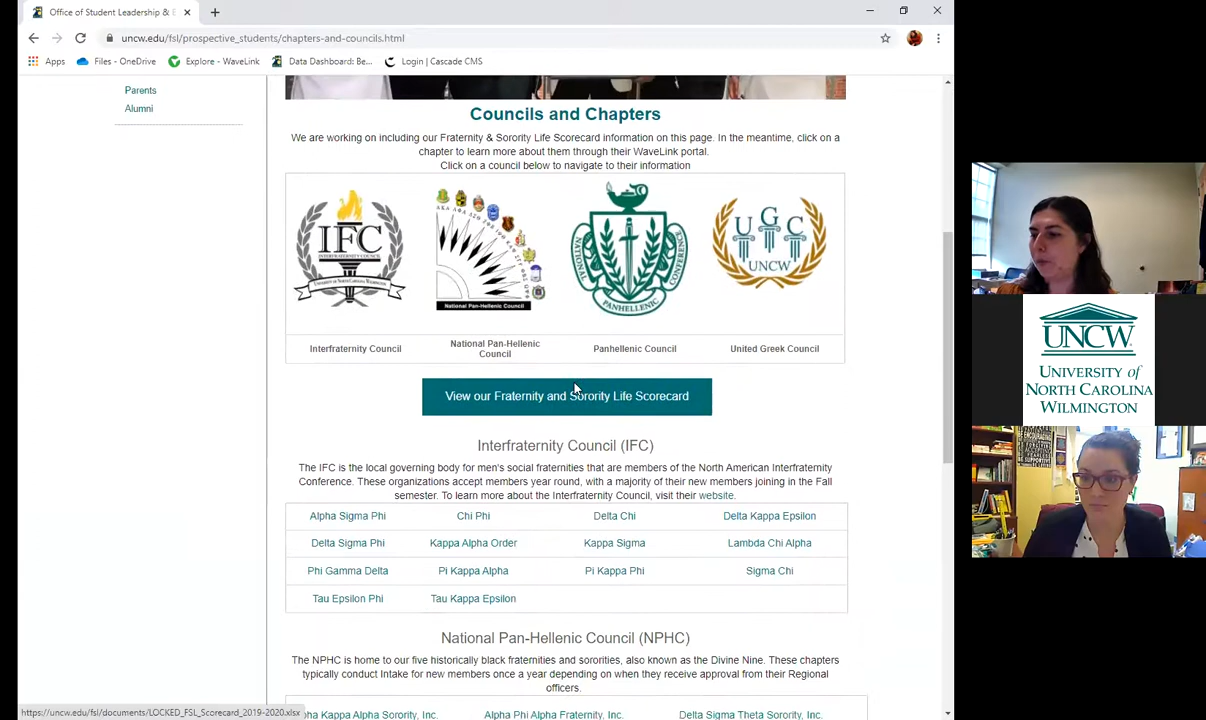 Office of Student Leadership & E
uncw.edu/fsl/prospective_students/chapters-and-councils.html
Apps
Files - OneDrive
Explore - WaveLink
Data Dashboard: Be...
Login | Cascade CMS
Parents
Alumni
Councils and Chapters
We are working on including our Fraternity & Sorority Life Scorecard information on this page. In the meantime, click on a
chapter to learn more about them through their WaveLink portal.
Click on a council below to navigate to their information
IFC
INTERFRATERNITY COUNCIL
UNIVERSITY OF NORTH CAROLINA WILMINGTON
National Pan-Hellenic Council
NATIONAL CONFERENCE
PANHELLENIC
UGC
UNCW
Interfraternity Council
National Pan-Hellenic
Council
Panhellenic Council
United Greek Council
View our Fraternity and Sorority Life Scorecard
Interfraternity Council (IFC)
The IFC is the local governing body for men's social fraternities that are members of the North American Interfraternity
Conference. These organizations accept members year round, with a majority of their new members joining in the Fall
semester. To learn more about the Interfraternity Council, visit their website.
Alpha Sigma Phi
Chi Phi
Delta Chi
Delta Kappa Epsilon
Delta Sigma Phi
Kappa Alpha Order
Kappa Sigma
Lambda Chi Alpha
Phi Gamma Delta
Pi Kappa Alpha
Pi Kappa Phi
Sigma Chi
Tau Epsilon Phi
Tau Kappa Epsilon
National Pan-Hellenic Council (NPHC)
The NPHC is home to our five historically black fraternities and sororities, also known as the Divine Nine. These chapters
typically conduct Intake for new members once a year depending on when they receive approval from their Regional
officers.
ha Kappa Alpha Sorority, Inc.
Alpha Phi Alpha Fraternity, Inc.
Delta Sigma Theta Sorority, Inc.
https://uncw.edu/fsl/documents/LOCKED_FSL_Scorecard_2019-2020.xlsx
UNCW
UNIVERSITY of
NORTH CAROLINA
WILMINGTON